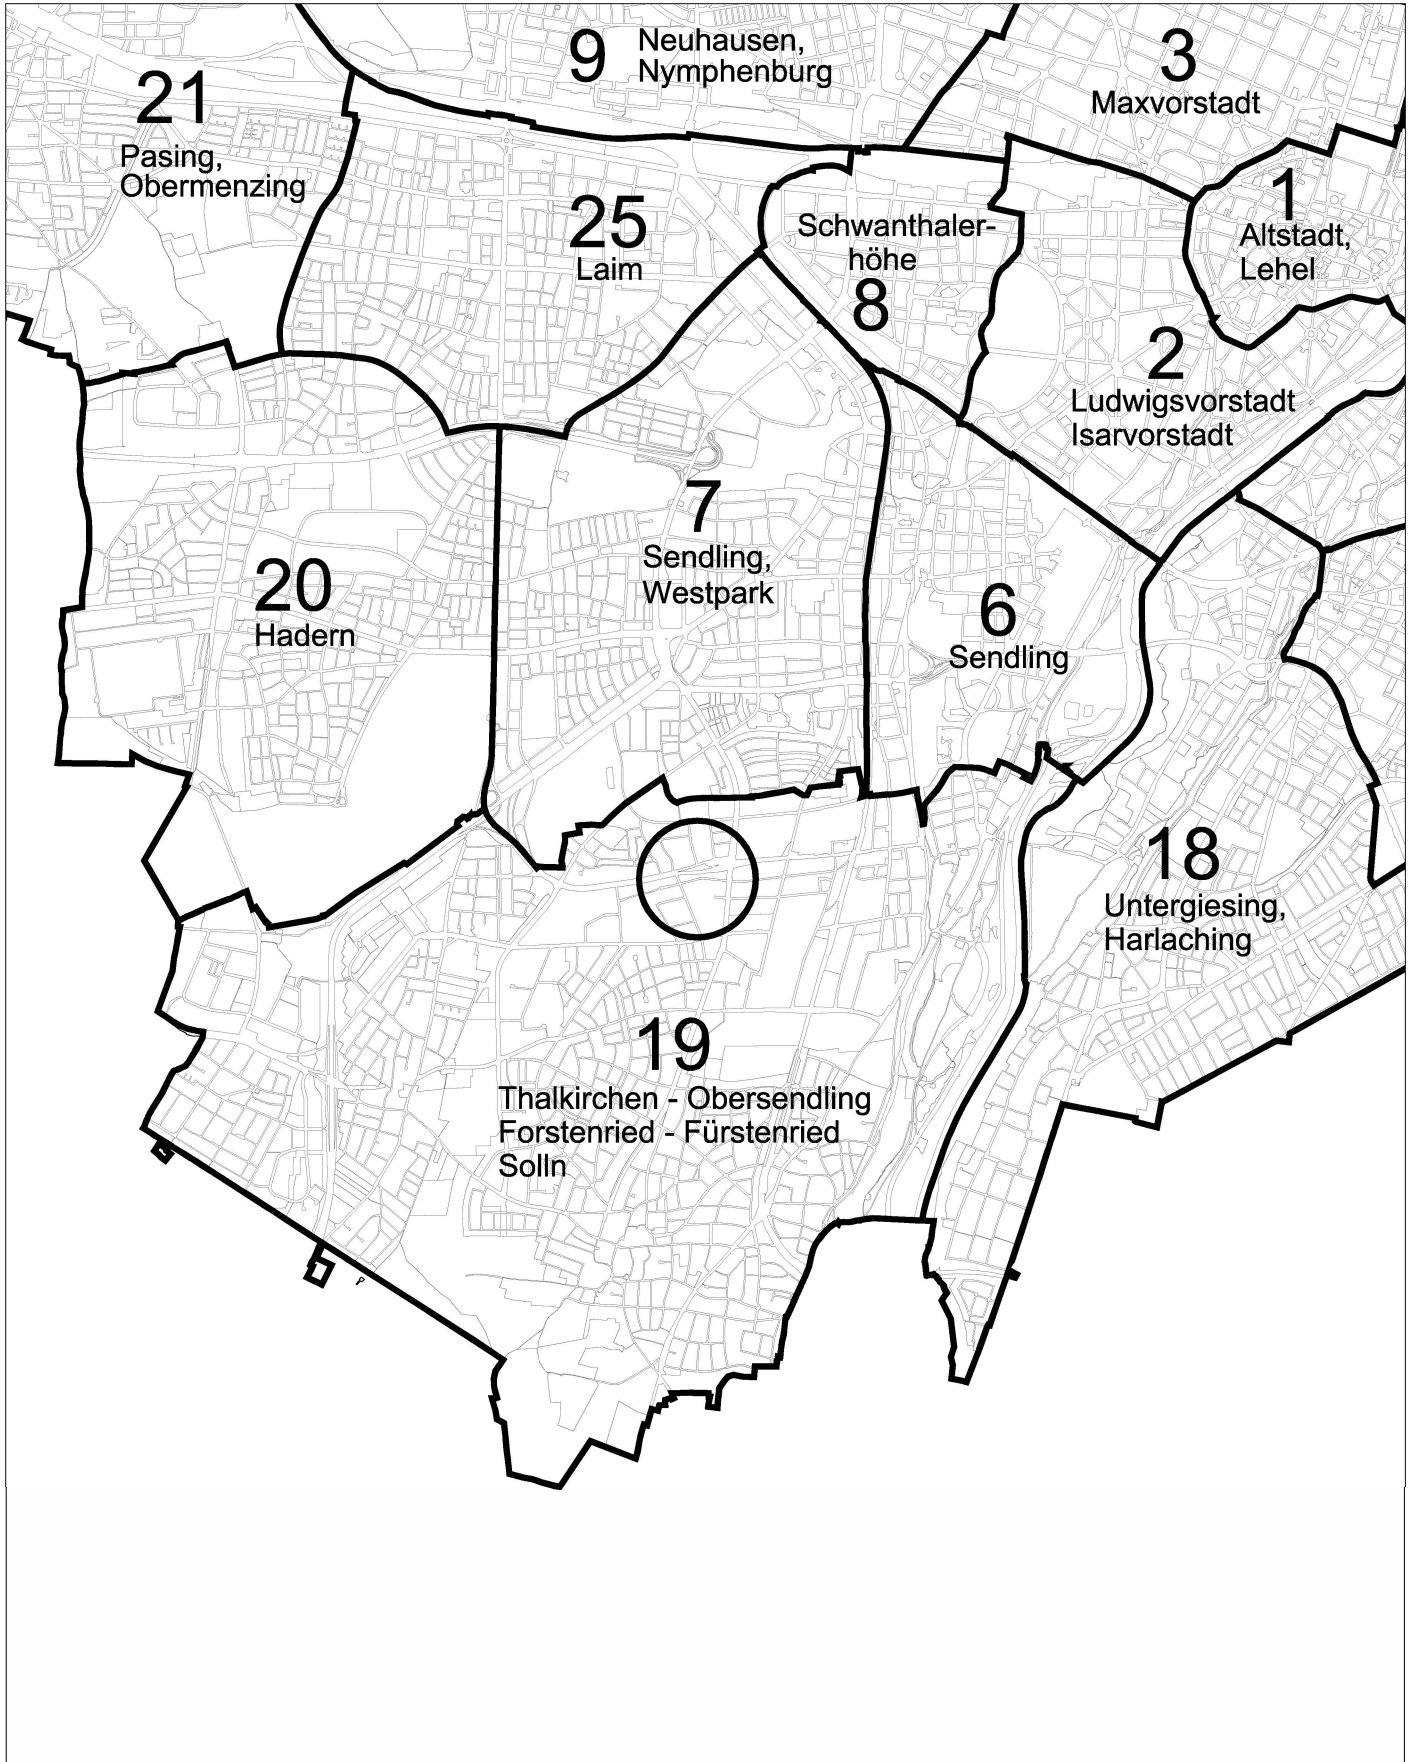 9
Neuhausen,
Nymphenburg
3
Maxvorstadt
21
Pasing,
Obermenzing
1
Altstadt,
Lehel
25
Laim
Schwanthaler-
höhe
8
2
Ludwigsvorstadt
Isarvorstadt
7
Sendling,
Westpark
20
Hadern
6
Sendling
18
Untergiesing,
Harlaching
19
Thalkirchen - Obersendling
Forstenried - Fürstenried
Solln